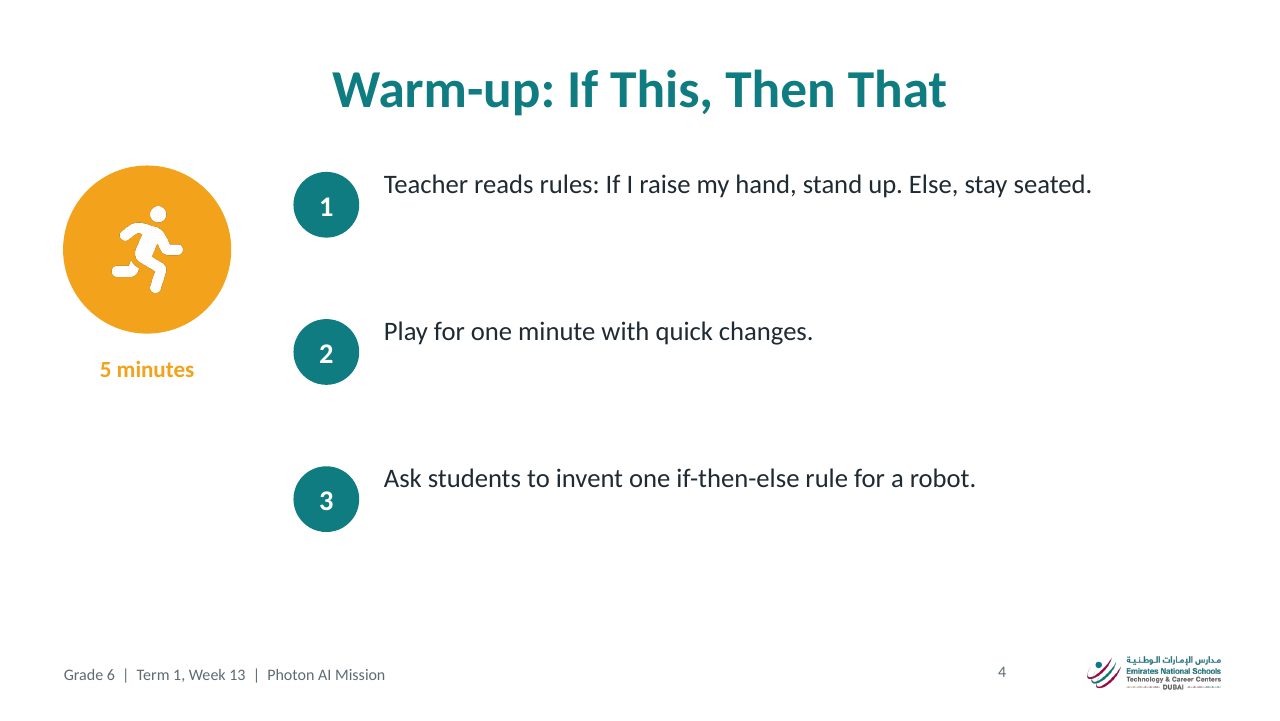 Warm-up: If This, Then That
1
Teacher reads rules: If I raise my hand, stand up. Else, stay seated.
2
Play for one minute with quick changes.
5 minutes
3
Ask students to invent one if-then-else rule for a robot.
Grade 6 | Term 1, Week 13 | Photon AI Mission
4
مدارس الإمارات الوطنية
Emirates National Schools
Technology & Career Centers
DUBAI